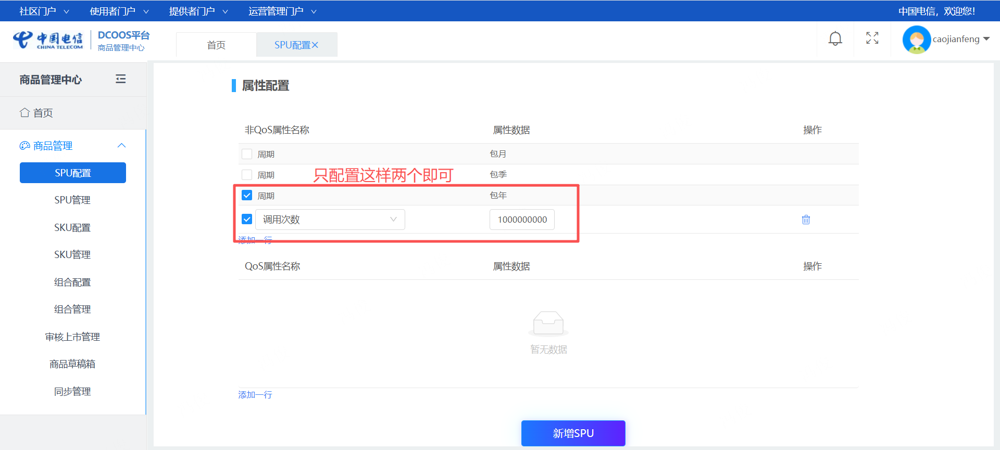 社区门户 使用者门户 提供者门户 运营管理门户 中国电信，欢迎您！
中国电信 CHINA TELECOM
DCOOS平台
商品管理中心
首页 SPU配置 caojianfeng
商品管理中心
首页
商品管理
SPU配置
SPU管理
SKU配置
SKU管理
组合配置
组合管理
审核上市管理
商品草稿箱
同步管理
属性配置
非QoS属性名称 属性数据 操作
周期 包月
周期 包季
只配置这样两个即可
周期 包年
调用次数 1000000000
添加一行
QoS属性名称 属性数据 操作
暂无数据
添加一行
新增SPU